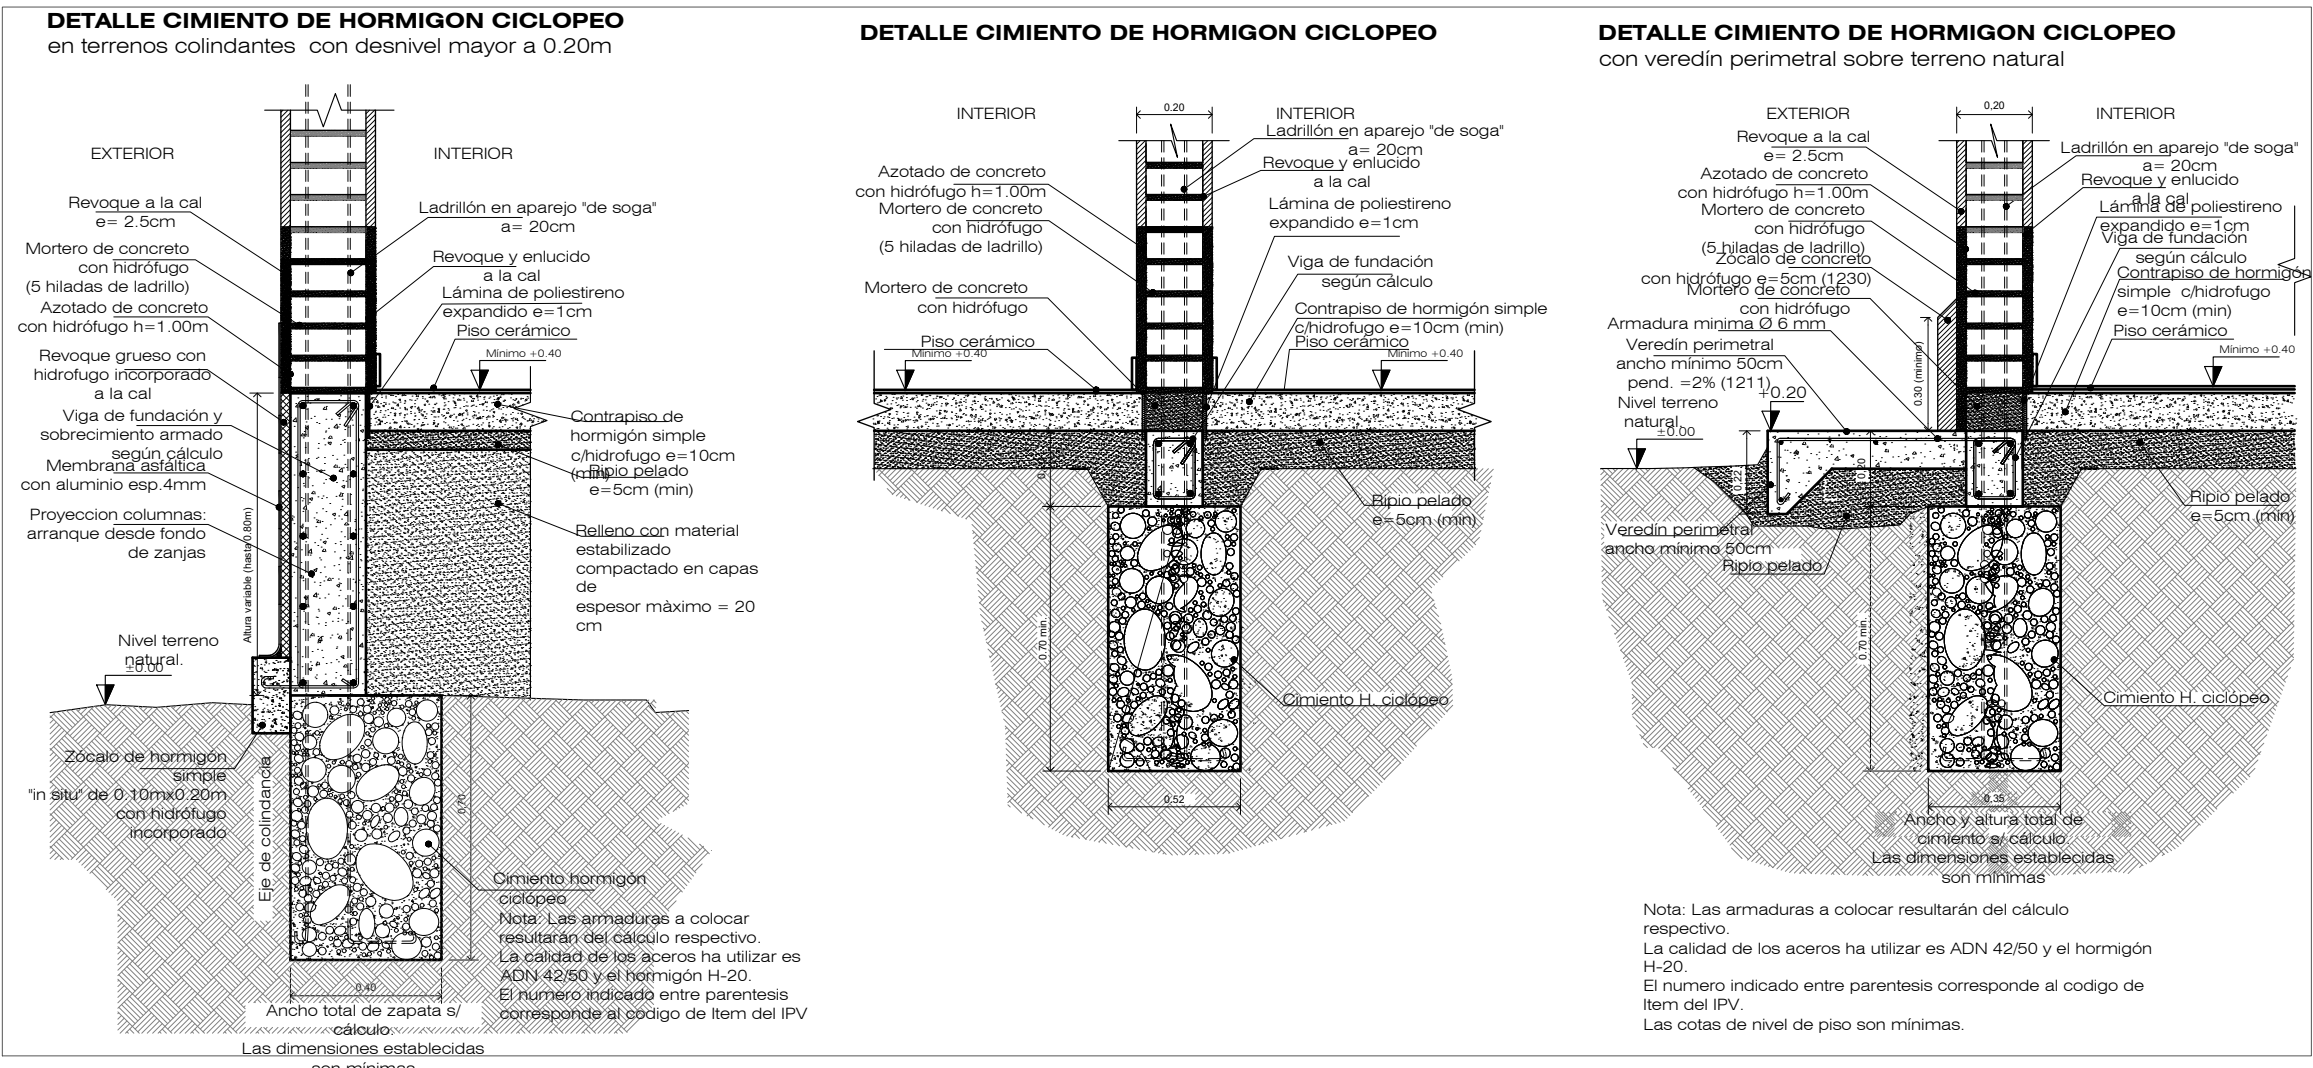 DETALLE CIMIENTO DE HORMIGON CICLOPEO
en terrenos colindantes con desnivel mayor a 0.20m
EXTERIOR
INTERIOR
Revoque a la cal
e= 2.5cm
Mortero de concreto
con hidrófugo
(5 hiladas de ladrillo)
Azotado de concreto
con hidrófugo h=1.00m
Revoque grueso con
hidrofugo incorporado
a la cal
Viga de fundación y
sobrecimiento armado
según cálculo
Membrana asfáltica
con aluminio esp.4mm
Proyeccion columnas:
arranque desde fondo
de zanjas
Altura variable (hasta 0.80m)
Nivel terreno
natural.
±0.00
Zócalo de hormigón
simple
"in situ" de 0.10mx0.20m
con hidrófugo
incorporado
Eje de colindancia
Ladrillón en aparejo "de soga"
a= 20cm
Revoque y enlucido
a la cal
Lámina de poliestireno
expandido e=1cm
Piso cerámico
Mínimo +0.40
Contrapiso de
hormigón simple
c/hidrofugo e=10cm
(min)
Ripio pelado
e=5cm (min)
Relleno con material
estabilizado
compactado en capas
de
espesor màximo = 20
cm
0.70
0.40
Cimiento hormigón
ciclópeo
Nota: Las armaduras a colocar
resultarán del cálculo respectivo.
La calidad de los aceros ha utilizar es
ADN 42/50 y el hormigón H-20.
El numero indicado entre parentesis
corresponde al codigo de Item del IPV
Ancho total de zapata s/
cálculo.
Las dimensiones establecidas
son mínimas
DETALLE CIMIENTO DE HORMIGON CICLOPEO
INTERIOR
0.20
INTERIOR
Azotado de concreto
con hidrófugo h=1.00m
Mortero de concreto
con hidrófugo
(5 hiladas de ladrillo)
Mortero de concreto
con hidrófugo
Piso cerámico
Mínimo +0.40
Ladrillón en aparejo "de soga"
a= 20cm
Revoque y enlucido
a la cal
Lámina de poliestireno
expandido e=1cm
Viga de fundación
según cálculo
Contrapiso de hormigón simple
c/hidrofugo e=10cm (min)
Piso cerámico
Mínimo +0.40
Ripio pelado
e=5cm (min)
0.70 min.
Cimiento H. ciclópeo
0.52
DETALLE CIMIENTO DE HORMIGON CICLOPEO
con veredín perimetral sobre terreno natural
EXTERIOR
0,20
INTERIOR
Revoque a la cal
e= 2.5cm
Azotado de concreto
con hidrófugo h=1.00m
Mortero de concreto
con hidrófugo
(5 hiladas de ladrillo)
Zócalo de concreto
con hidrófugo e=5cm (1230)
Mortero de concreto
con hidrófugo
Armadura minima Ø 6 mm
Veredín perimetral
ancho mínimo 50cm
pend. =2% (1211)
+0.20
Nivel terreno
natural.
±0.00
0.30 (mínimo)
0.22
0.20
Veredín perimetral
ancho mínimo 50cm
Ripio pelado
Ladrillón en aparejo "de soga"
a= 20cm
Revoque y enlucido
a la cal
Lámina de poliestireno
expandido e=1cm
Viga de fundación
según cálculo
Contrapiso de hormigón
simple c/hidrofugo
e=10cm (min)
Piso cerámico
Mínimo +0.40
Ripio pelado
e=5cm (min)
0.70 min.
Cimiento H. ciclópeo
0.35
Ancho y altura total de
cimiento s/ cálculo.
Las dimensiones establecidas
son mínimas
Nota: Las armaduras a colocar resultarán del cálculo
respectivo.
La calidad de los aceros ha utilizar es ADN 42/50 y el hormigón
H-20.
El numero indicado entre parentesis corresponde al codigo de
Item del IPV.
Las cotas de nivel de piso son mínimas.